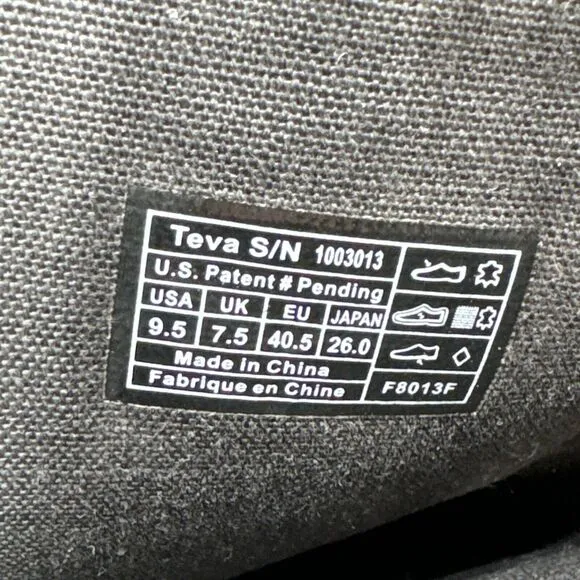 Teva S/N 1003013
U.S. Patent # Pending
USA UK EU JAPAN
9.5 7.5 40.5 26.0
Made in China
Fabrique en Chine
F8013F